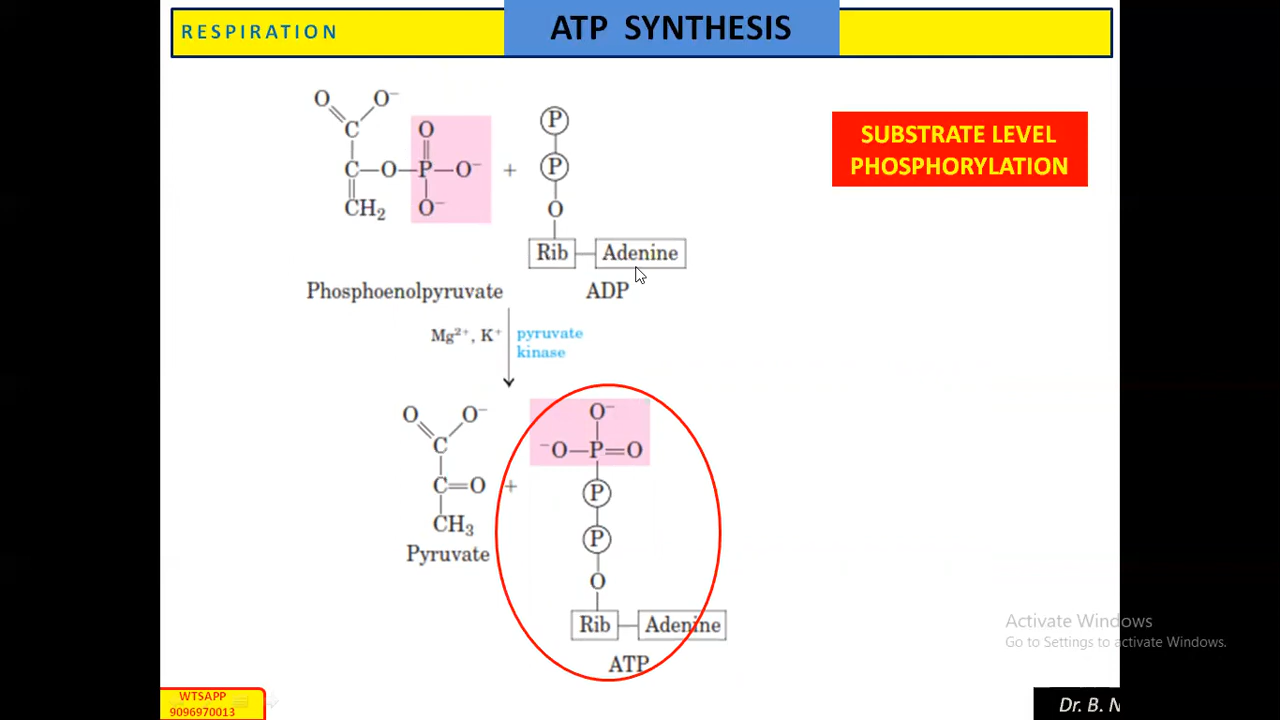 RESPIRATION
ATP SYNTHESIS
SUBSTRATE LEVEL
PHOSPHORYLATION
O O⁻
C O P
C—O—P—O⁻ + P
CH₂ O⁻ O
Rib Adenine
Phosphoenolpyruvate ADP
Mg²⁺, K⁺ pyruvate
kinase
O O⁻ O⁻
C ⁻O—P=O
C=O + P
CH₃ P
Pyruvate
O
Rib Adenine
ATP
Activate Windows
Go to Settings to activate Windows.
WTSAPP
9096970013
Dr. B. N